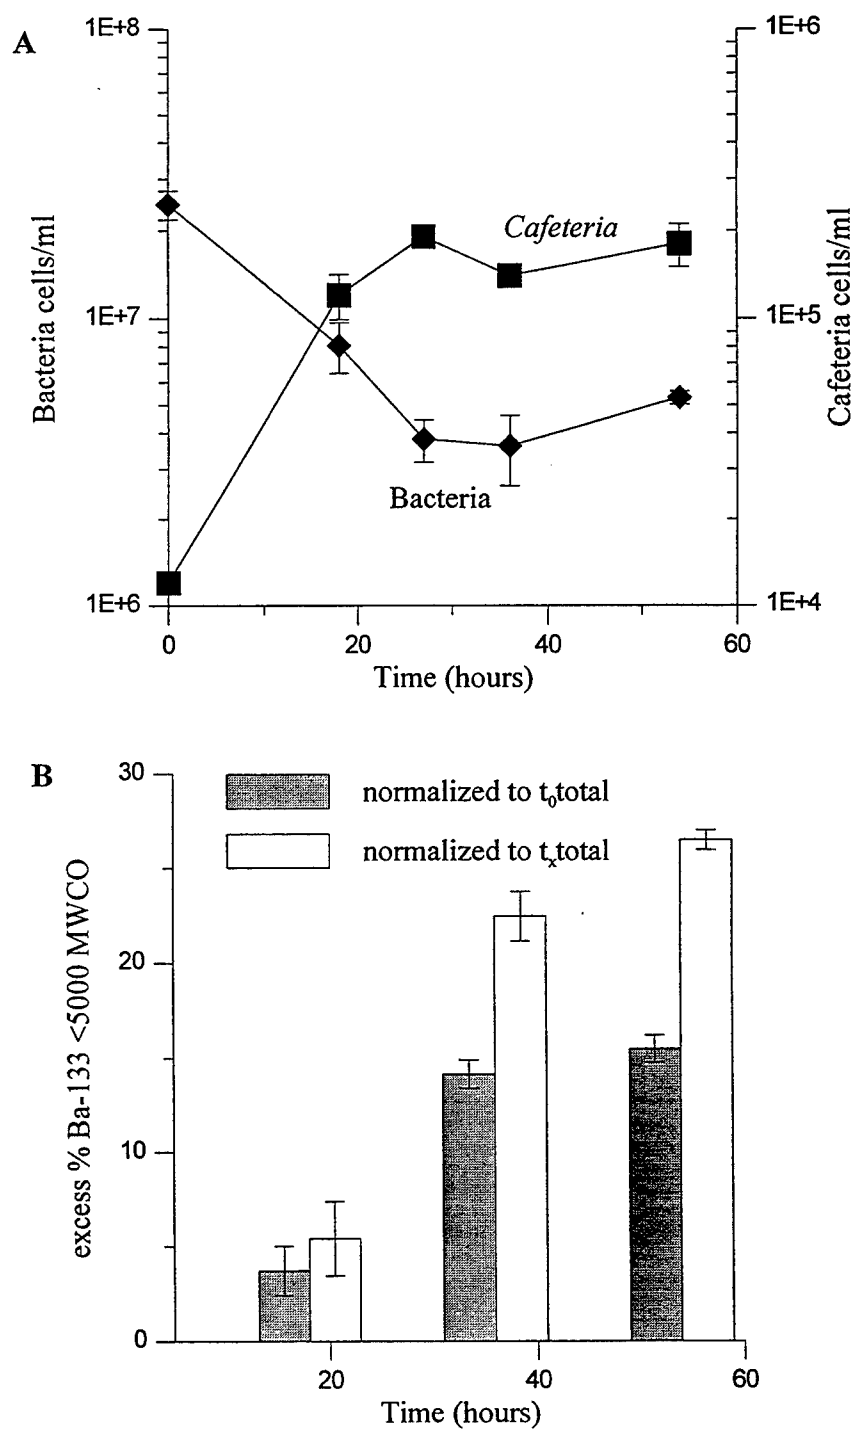 A
1E+8
1E+6
Cafeteria
Bacteria cells/ml
Cafeteria cells/ml
1E+7
1E+5
Bacteria
1E+6
1E+4
0
20
40
60
Time (hours)
B
30
normalized to t0total
normalized to txtotal
excess % Ba-133 <5000 MWCO
20
10
0
20
40
60
Time (hours)